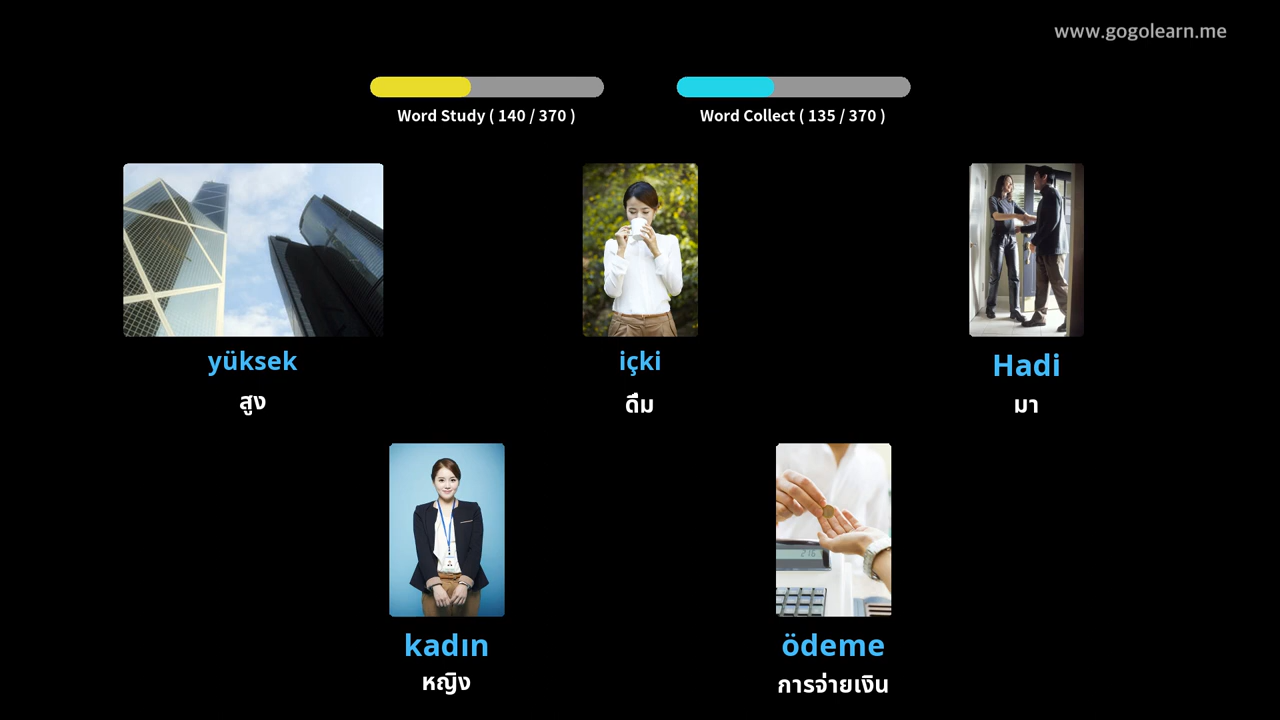 www.gogolearn.me
Word Study ( 140 / 370 )
Word Collect ( 135 / 370 )
yüksek
สูง
içki
ดื่ม
Hadi
มา
kadın
หญิง
ödeme
การจ่ายเงิน